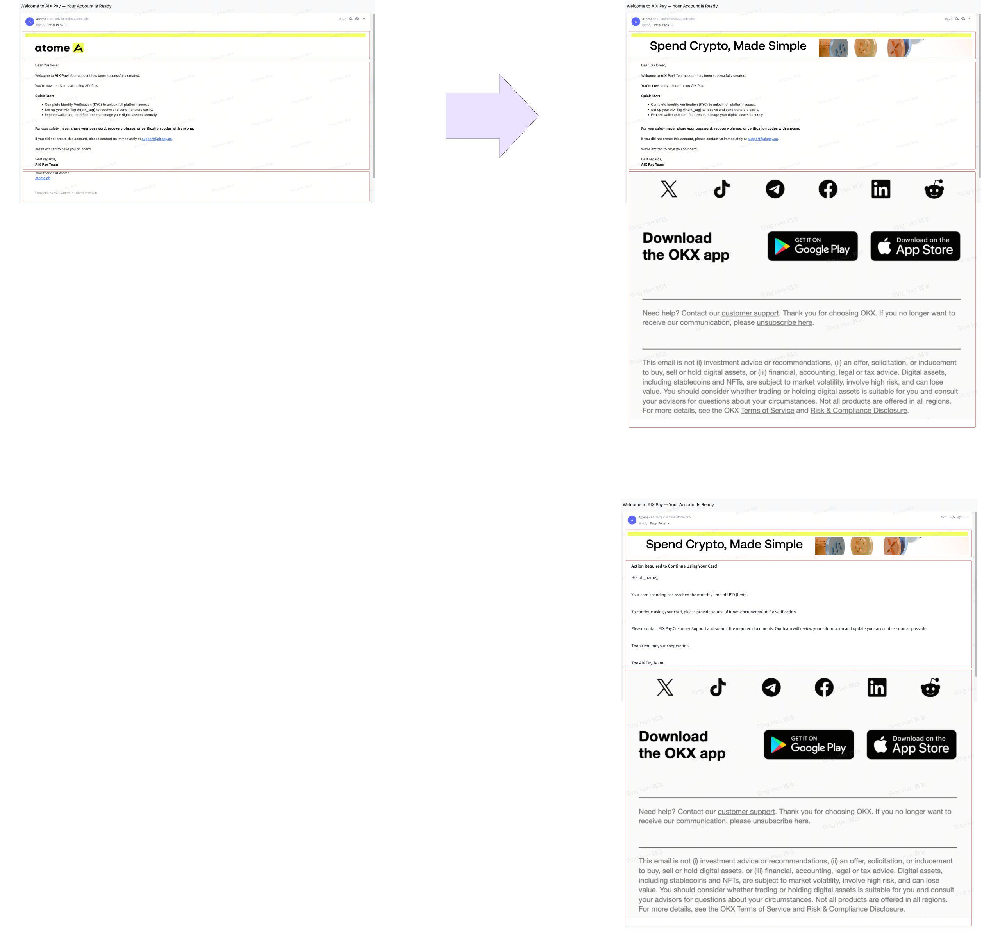 Welcome to AIX Pay — Your Account Is Ready
A
Atome <no-reply@service.atome.ph>
15:28
收件人: Peter Pons
atome
Dear Customer,
Welcome to AIX Pay! Your account has been successfully created.
You're now ready to start using AIX Pay.
Quick Start
• Complete Identity Verification (KYC) to unlock full platform access.
• Set up your AIX Tag @{aix_tag} to receive and send transfers easily.
• Explore wallet and card features to manage your digital assets securely.
For your safety, never share your password, recovery phrase, or verification codes with anyone.
If you did not create this account, please contact us immediately at support@aixpay.co.
We're excited to have you on board.
Best regards,
AIX Pay Team
Your friends at Atome
Atome.ph
Copyright 2026 © Atome. All rights reserved.
Welcome to AIX Pay — Your Account Is Ready
A
Atome <no-reply@service.atome.ph>
15:28
收件人: Peter Pons
Spend Crypto, Made Simple
Dear Customer,
Welcome to AIX Pay! Your account has been successfully created.
You're now ready to start using AIX Pay.
Quick Start
• Complete Identity Verification (KYC) to unlock full platform access.
• Set up your AIX Tag @{aix_tag} to receive and send transfers easily.
• Explore wallet and card features to manage your digital assets securely.
For your safety, never share your password, recovery phrase, or verification codes with anyone.
If you did not create this account, please contact us immediately at support@aixpay.co.
We're excited to have you on board.
Best regards,
AIX Pay Team
Bing Han 韩冰
Download
the OKX app
GET IT ON
Google Play
Download on the
App Store
Need help? Contact our customer support. Thank you for choosing OKX. If you no longer want to
receive our communication, please unsubscribe here.
This email is not (i) investment advice or recommendations, (ii) an offer, solicitation, or inducement
to buy, sell or hold digital assets, or (iii) financial, accounting, legal or tax advice. Digital assets,
including stablecoins and NFTs, are subject to market volatility, involve high risk, and can lose
value. You should consider whether trading or holding digital assets is suitable for you and consult
your advisors for questions about your circumstances. Not all products are offered in all regions.
For more details, see the OKX Terms of Service and Risk & Compliance Disclosure.
Welcome to AIX Pay — Your Account Is Ready
A
Atome <no-reply@service.atome.ph>
15:28
收件人: Peter Pons
Spend Crypto, Made Simple
Action Required to Continue Using Your Card
Hi {full_name},
Your card spending has reached the monthly limit of USD {limit}.
To continue using your card, please provide source of funds documentation for verification.
Please contact AIX Pay Customer Support and submit the required documents. Our team will review your information and update your account as soon as possible.
Thank you for your cooperation.
The AIX Pay Team
Bing Han 韩冰
Download
the OKX app
GET IT ON
Google Play
Download on the
App Store
Need help? Contact our customer support. Thank you for choosing OKX. If you no longer want to
receive our communication, please unsubscribe here.
This email is not (i) investment advice or recommendations, (ii) an offer, solicitation, or inducement
to buy, sell or hold digital assets, or (iii) financial, accounting, legal or tax advice. Digital assets,
including stablecoins and NFTs, are subject to market volatility, involve high risk, and can lose
value. You should consider whether trading or holding digital assets is suitable for you and consult
your advisors for questions about your circumstances. Not all products are offered in all regions.
For more details, see the OKX Terms of Service and Risk & Compliance Disclosure.